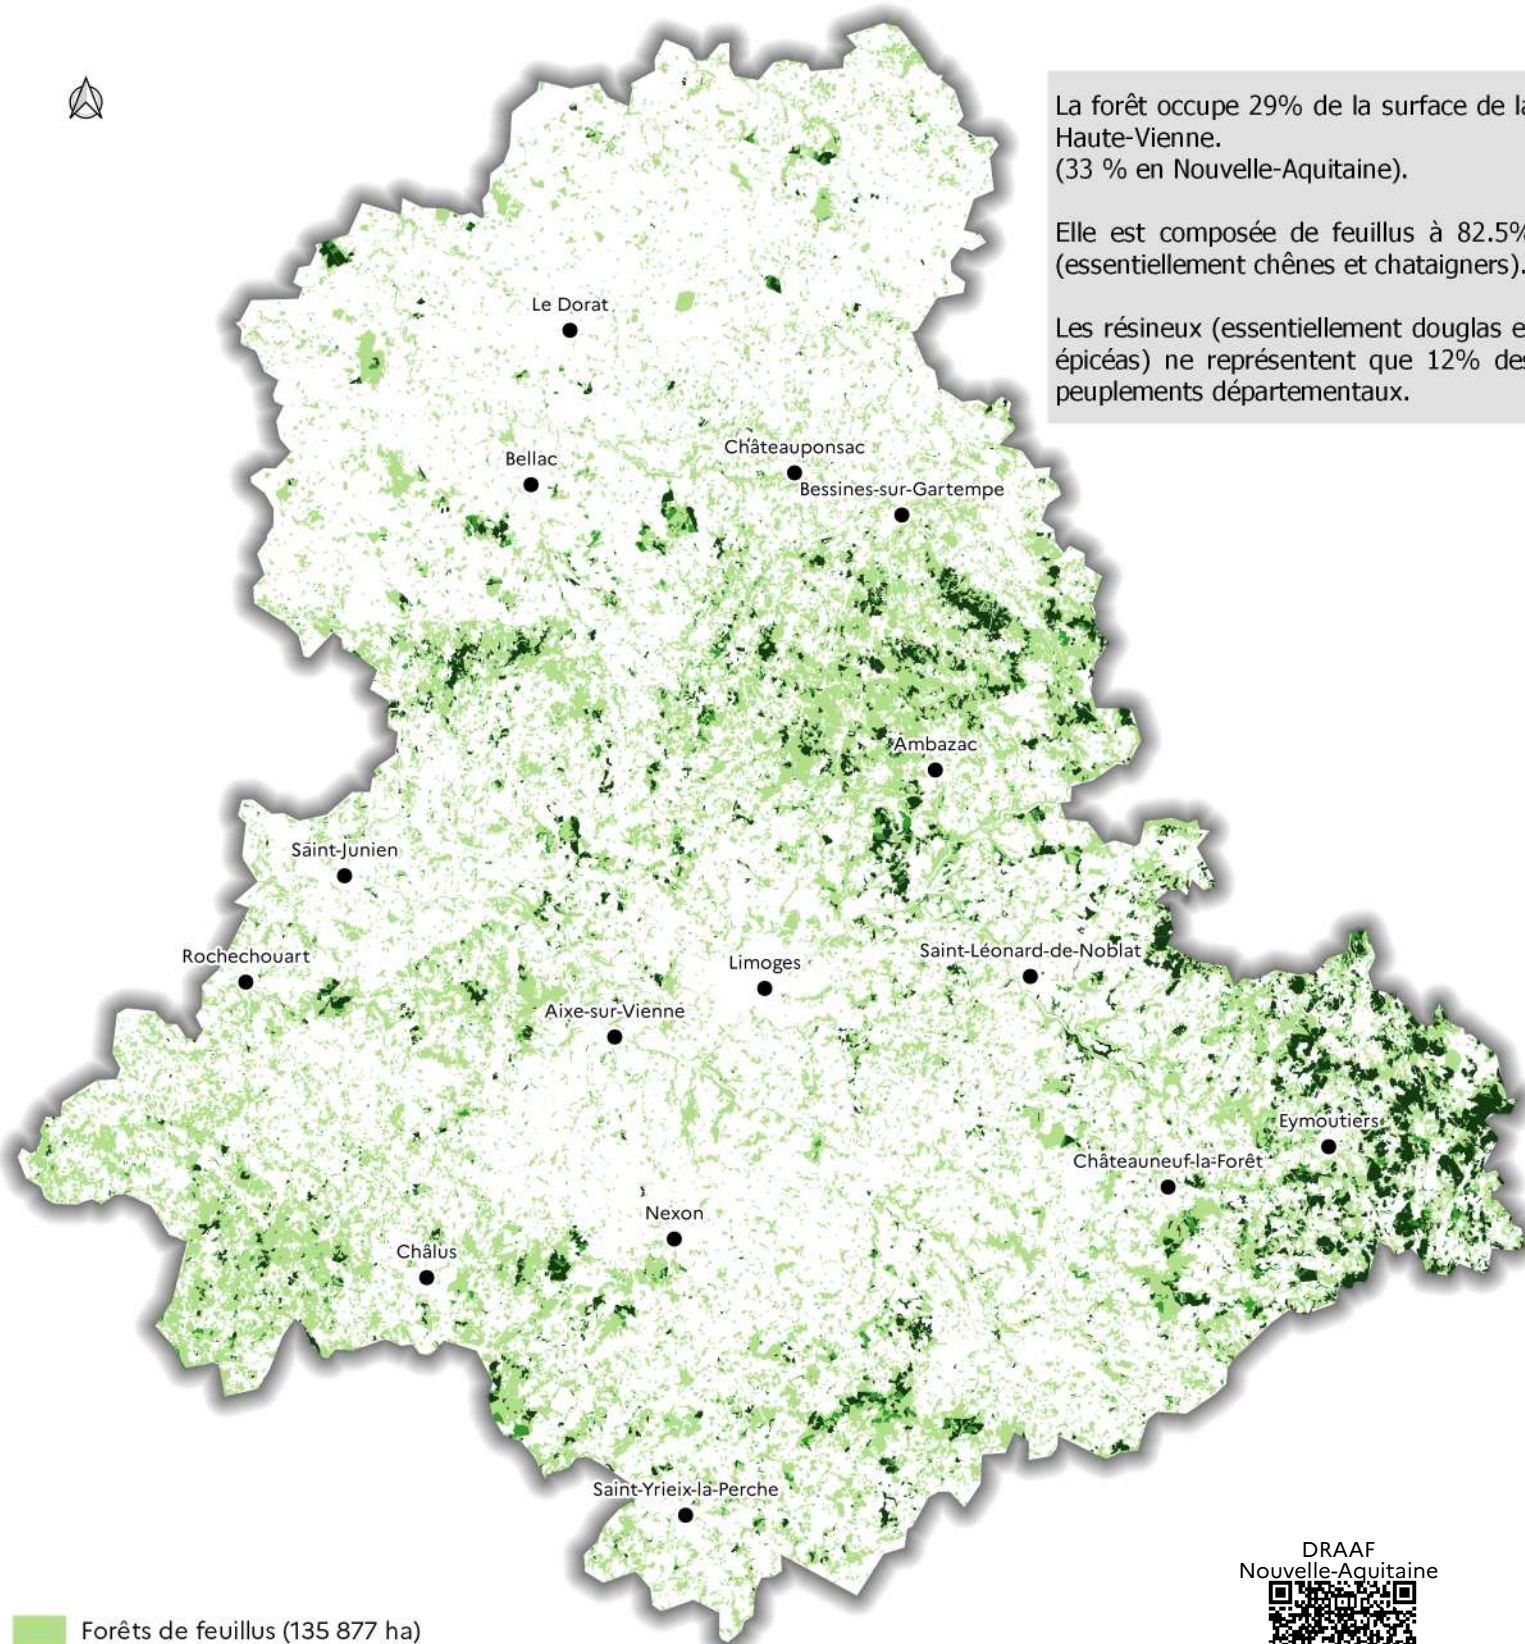 La forêt occupe 29% de la surface de la
Haute-Vienne.
(33 % en Nouvelle-Aquitaine).
Elle est composée de feuillus à 82.5%
(essentiellement chênes et chataigners).
Les résineux (essentiellement douglas e
épicéas) ne représentent que 12% des
peuplements départementaux.
Le Dorat
Châteauponsac
Bellac
Bessines-sur-Gartempe
Ambazac
Saint-Junien
Saint-Léonard-de-Noblat
Rochechouart
Limoges
Aixe-sur-Vienne
Eymoutiers
Châteauneuf-la-Forêt
Nexon
Châlus
Saint-Yrieix-la-Perche
DRAAF
Nouvelle-Aquitaine
Forêts de feuillus (135 877 ha)